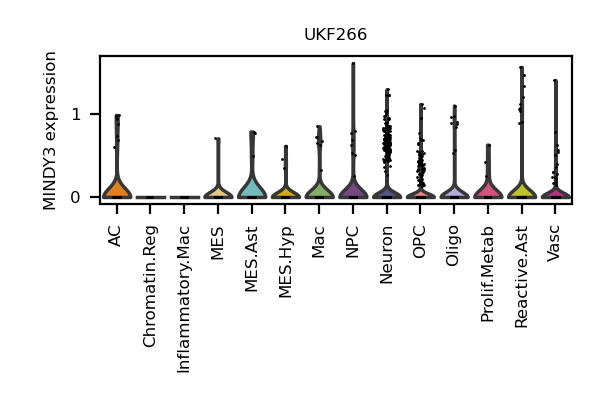 UKF266
MINDY3 expression
1
0
AC
Chromatin.Reg
Inflammatory.Mac
MES
MES.Ast
MES.Hyp
Mac
NPC
Neuron
OPC
Oligo
Prolif.Metab
Reactive.Ast
Vasc